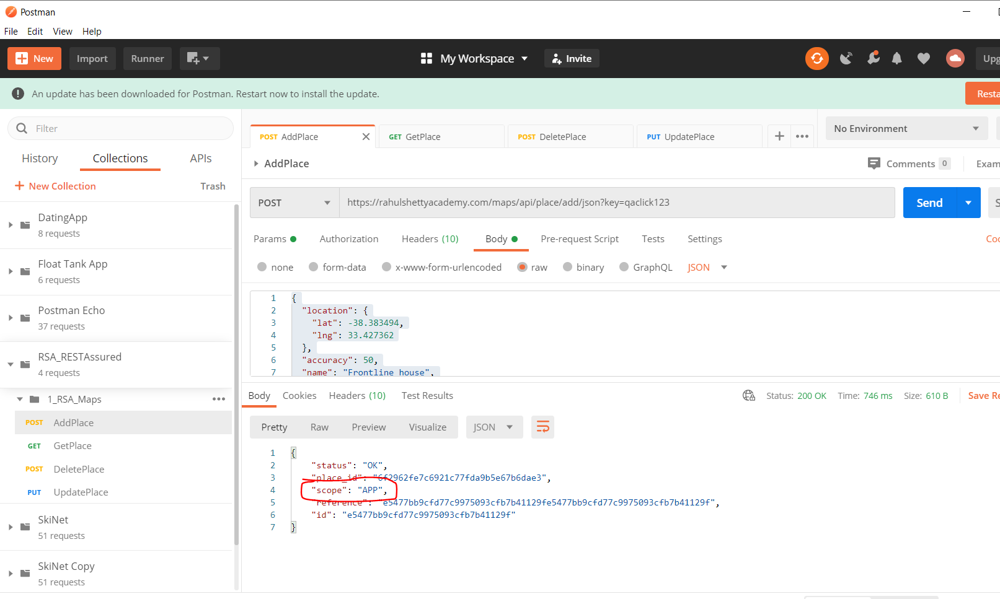 Postman
File Edit View Help
New Import Runner My Workspace Invite Upg
An update has been downloaded for Postman. Restart now to install the update. Resta
Filter
History Collections APIs
New Collection Trash
DatingApp
8 requests
Float Tank App
6 requests
Postman Echo
37 requests
RSA_RESTAssured
4 requests
1_RSA_Maps
POST AddPlace
GET GetPlace
POST DeletePlace
PUT UpdatePlace
SkiNet
51 requests
SkiNet Copy
51 requests
POST AddPlace GET GetPlace POST DeletePlace PUT UpdatePlace No Environment
AddPlace Comments 0 Exam
POST https://rahulshettyacademy.com/maps/api/place/add/json?key=qaclick123 Send S
Params Authorization Headers (10) Body Pre-request Script Tests Settings Coo
none form-data x-www-form-urlencoded raw binary GraphQL JSON
1 {
2 "location": {
3 "lat": -38.383494,
4 "lng": 33.427362
5 },
6 "accuracy": 50,
7 "name": "Frontline house",
Body Cookies Headers (10) Test Results Status: 200 OK Time: 746 ms Size: 610 B Save Re
Pretty Raw Preview Visualize JSON
1 {
2 "status": "OK",
3 "place_id": "6f2962fe7c6921c77fda9b5e67b6dae3",
4 "scope": "APP",
5 "reference": "e5477bb9cfd77c9975093cfb7b41129fe5477bb9cfd77c9975093cfb7b41129f",
6 "id": "e5477bb9cfd77c9975093cfb7b41129f"
7 }